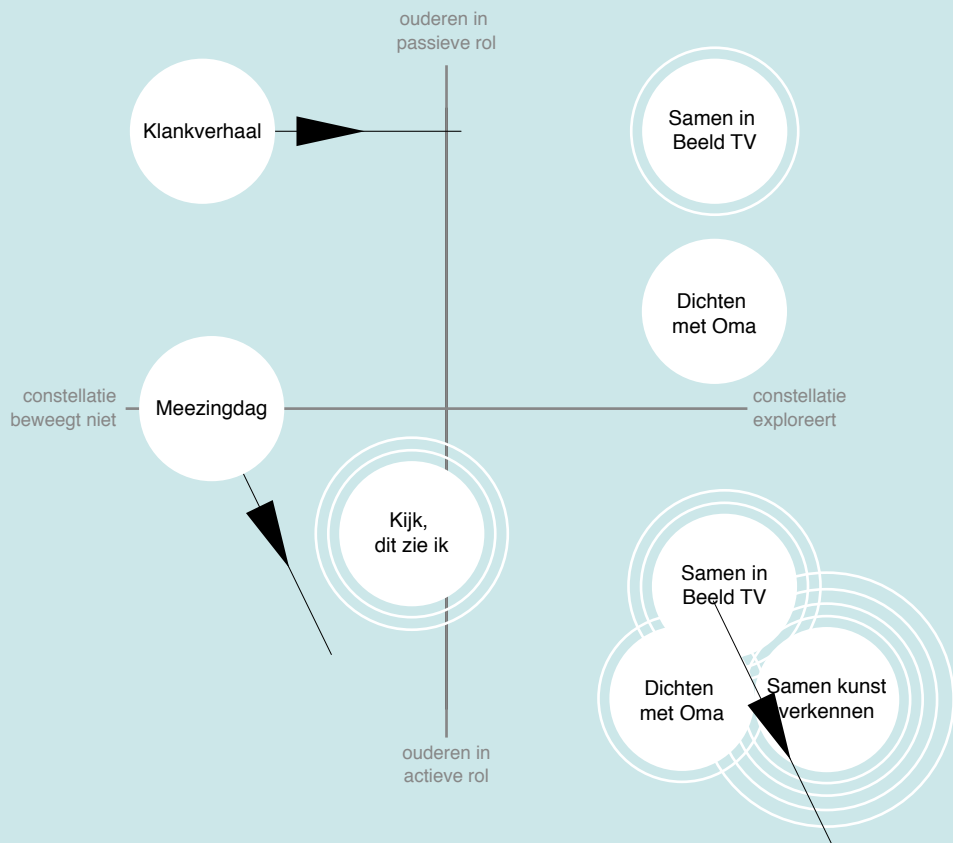 ouderen in
passieve rol
Klankverhaal
Samen in
Beeld TV
Dichten
met Oma
constellatie
beweegt niet
Meezingdag
constellatie
exploreert
Kijk,
dit zie ik
Samen in
Beeld TV
Dichten
met Oma
Samen kunst
verkennen
ouderen in
actieve rol